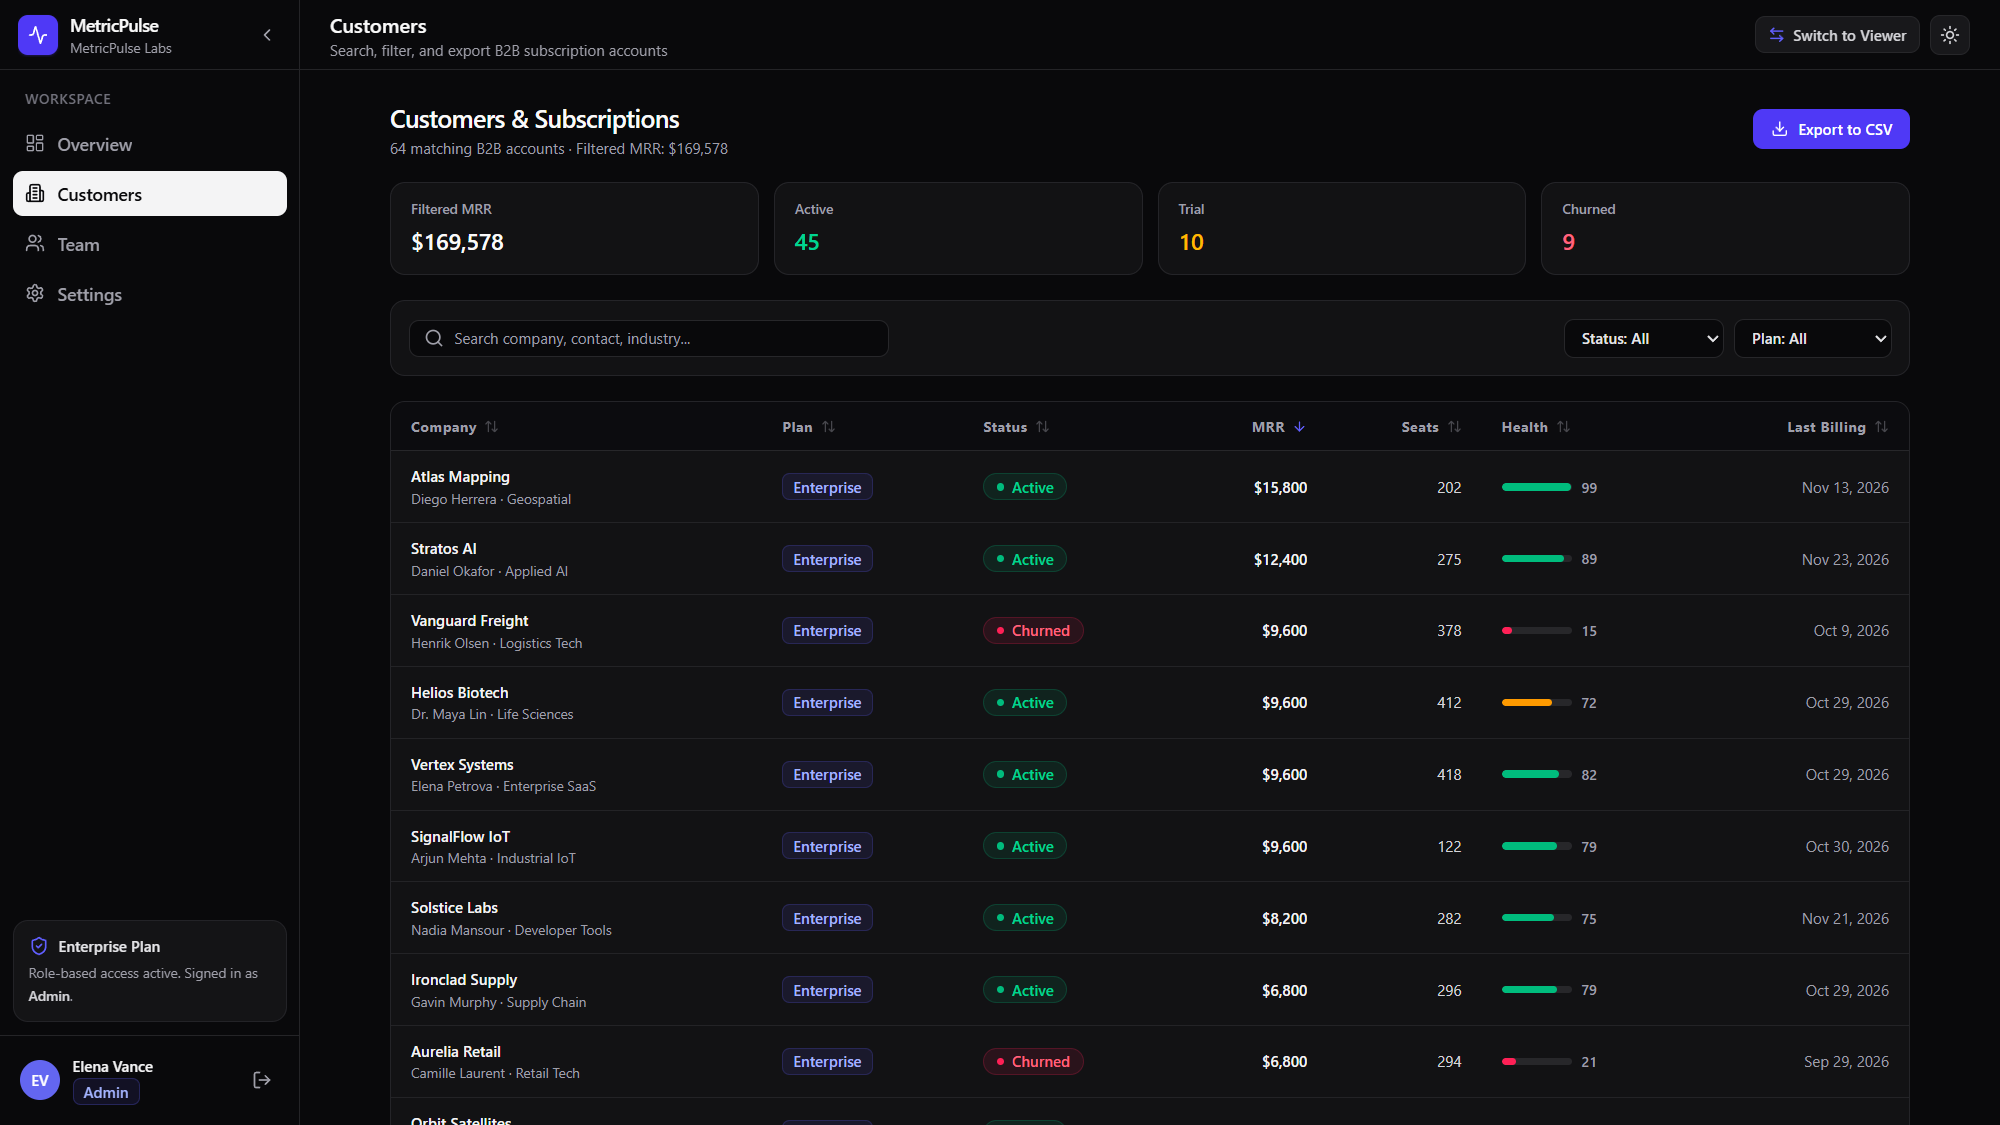 MetricPulse
MetricPulse Labs
WORKSPACE
Overview
Customers
Team
Settings
Enterprise Plan
Role-based access active. Signed in as
Admin.
EV
Elena Vance
Admin
Customers
Search, filter, and export B2B subscription accounts
Switch to Viewer
Customers & Subscriptions
64 matching B2B accounts · Filtered MRR: $169,578
Export to CSV
Filtered MRR
$169,578
Active
45
Trial
10
Churned
9
Search company, contact, industry...
Status: All
Plan: All
Company Plan Status MRR Seats Health Last Billing
Atlas Mapping
Diego Herrera · Geospatial
Enterprise Active $15,800 202 99 Nov 13, 2026
Stratos AI
Daniel Okafor · Applied AI
Enterprise Active $12,400 275 89 Nov 23, 2026
Vanguard Freight
Henrik Olsen · Logistics Tech
Enterprise Churned $9,600 378 15 Oct 9, 2026
Helios Biotech
Dr. Maya Lin · Life Sciences
Enterprise Active $9,600 412 72 Oct 29, 2026
Vertex Systems
Elena Petrova · Enterprise SaaS
Enterprise Active $9,600 418 82 Oct 29, 2026
SignalFlow IoT
Arjun Mehta · Industrial IoT
Enterprise Active $9,600 122 79 Oct 30, 2026
Solstice Labs
Nadia Mansour · Developer Tools
Enterprise Active $8,200 282 75 Nov 21, 2026
Ironclad Supply
Gavin Murphy · Supply Chain
Enterprise Active $6,800 296 79 Oct 29, 2026
Aurelia Retail
Camille Laurent · Retail Tech
Enterprise Churned $6,800 294 21 Sep 29, 2026
Orbit Satellites